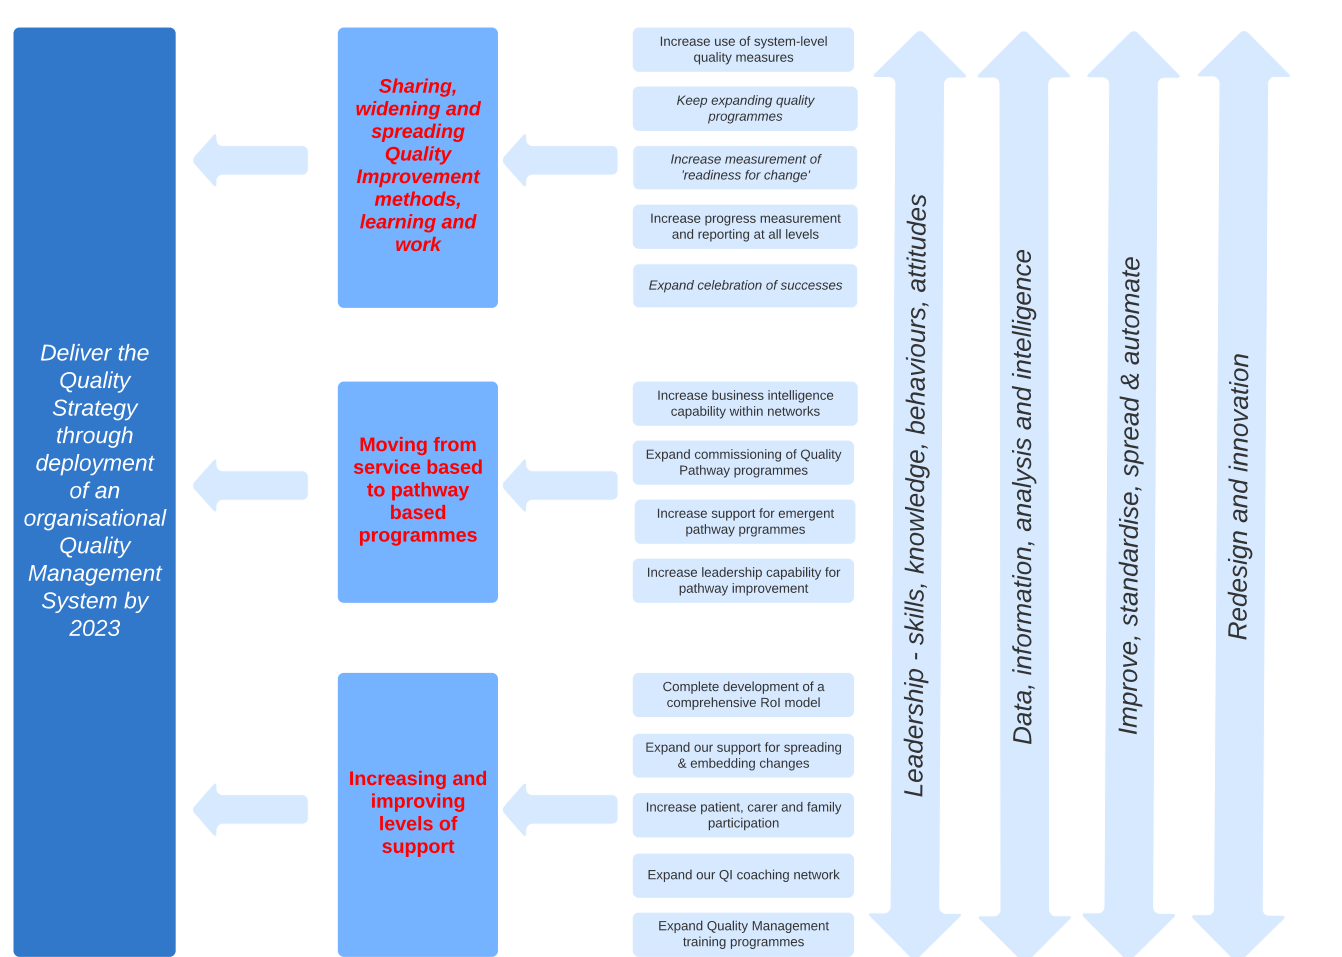 Deliver the
Quality
Strategy
through
deployment
of an
organisational
Quality
Management
System by
2023
Sharing,
widening and
spreading
Quality
Improvement
methods,
learning and
work
Increase use of system-level
quality measures
Keep expanding quality
programmes
Increase measurement of
'readiness for change'
Increase progress measurement
and reporting at all levels
Expand celebration of successes
Moving from
service based
to pathway
based
programmes
Increase business intelligence
capability within networks
Expand commissioning of Quality
Pathway programmes
Increase support for emergent
pathway prgrammes
Increase leadership capability for
pathway improvement
Increasing and
improving
levels of
support
Complete development of a
comprehensive RoI model
Expand our support for spreading
& embedding changes
Increase patient, carer and family
participation
Expand our QI coaching network
Expand Quality Management
training programmes
Leadership - skills, knowledge, behaviours, attitudes
Data, information, analysis and intelligence
Improve, standardise, spread & automate
Redesign and innovation